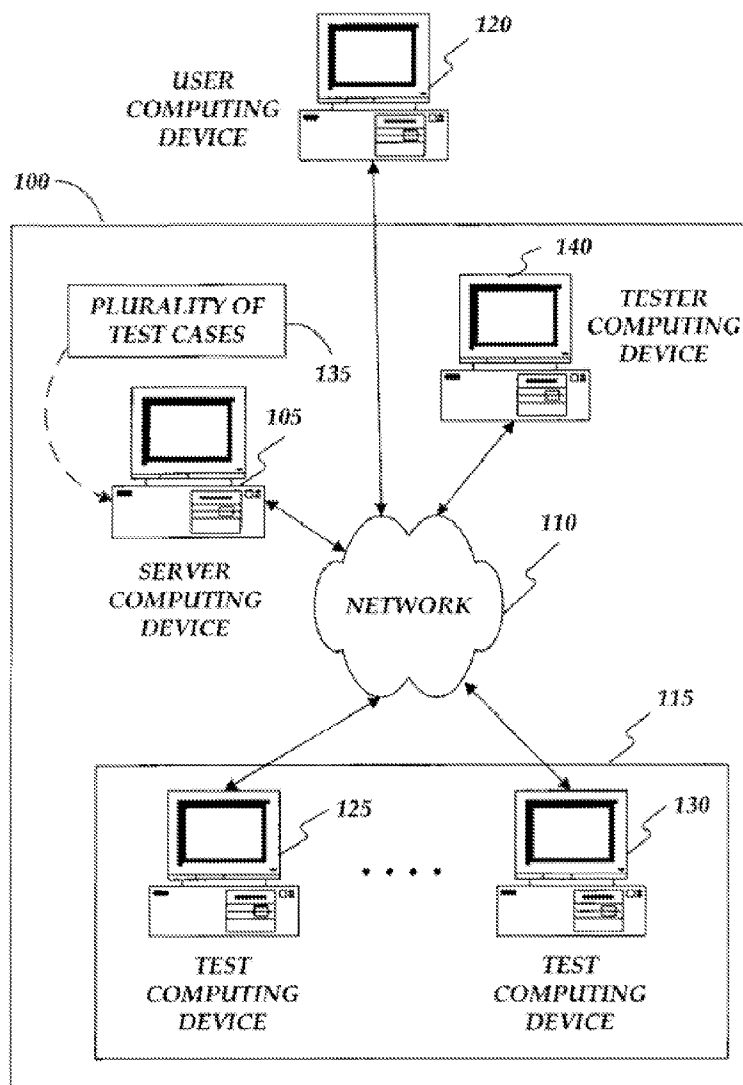 120
USER
COMPUTING
DEVICE
100
140
PLURALITY OF
TEST CASES
TESTER
COMPUTING
DEVICE
135
105
110
SERVER
COMPUTING
DEVICE
NETWORK
115
125
130
. . . .
TEST
COMPUTING
DEVICE
TEST
COMPUTING
DEVICE